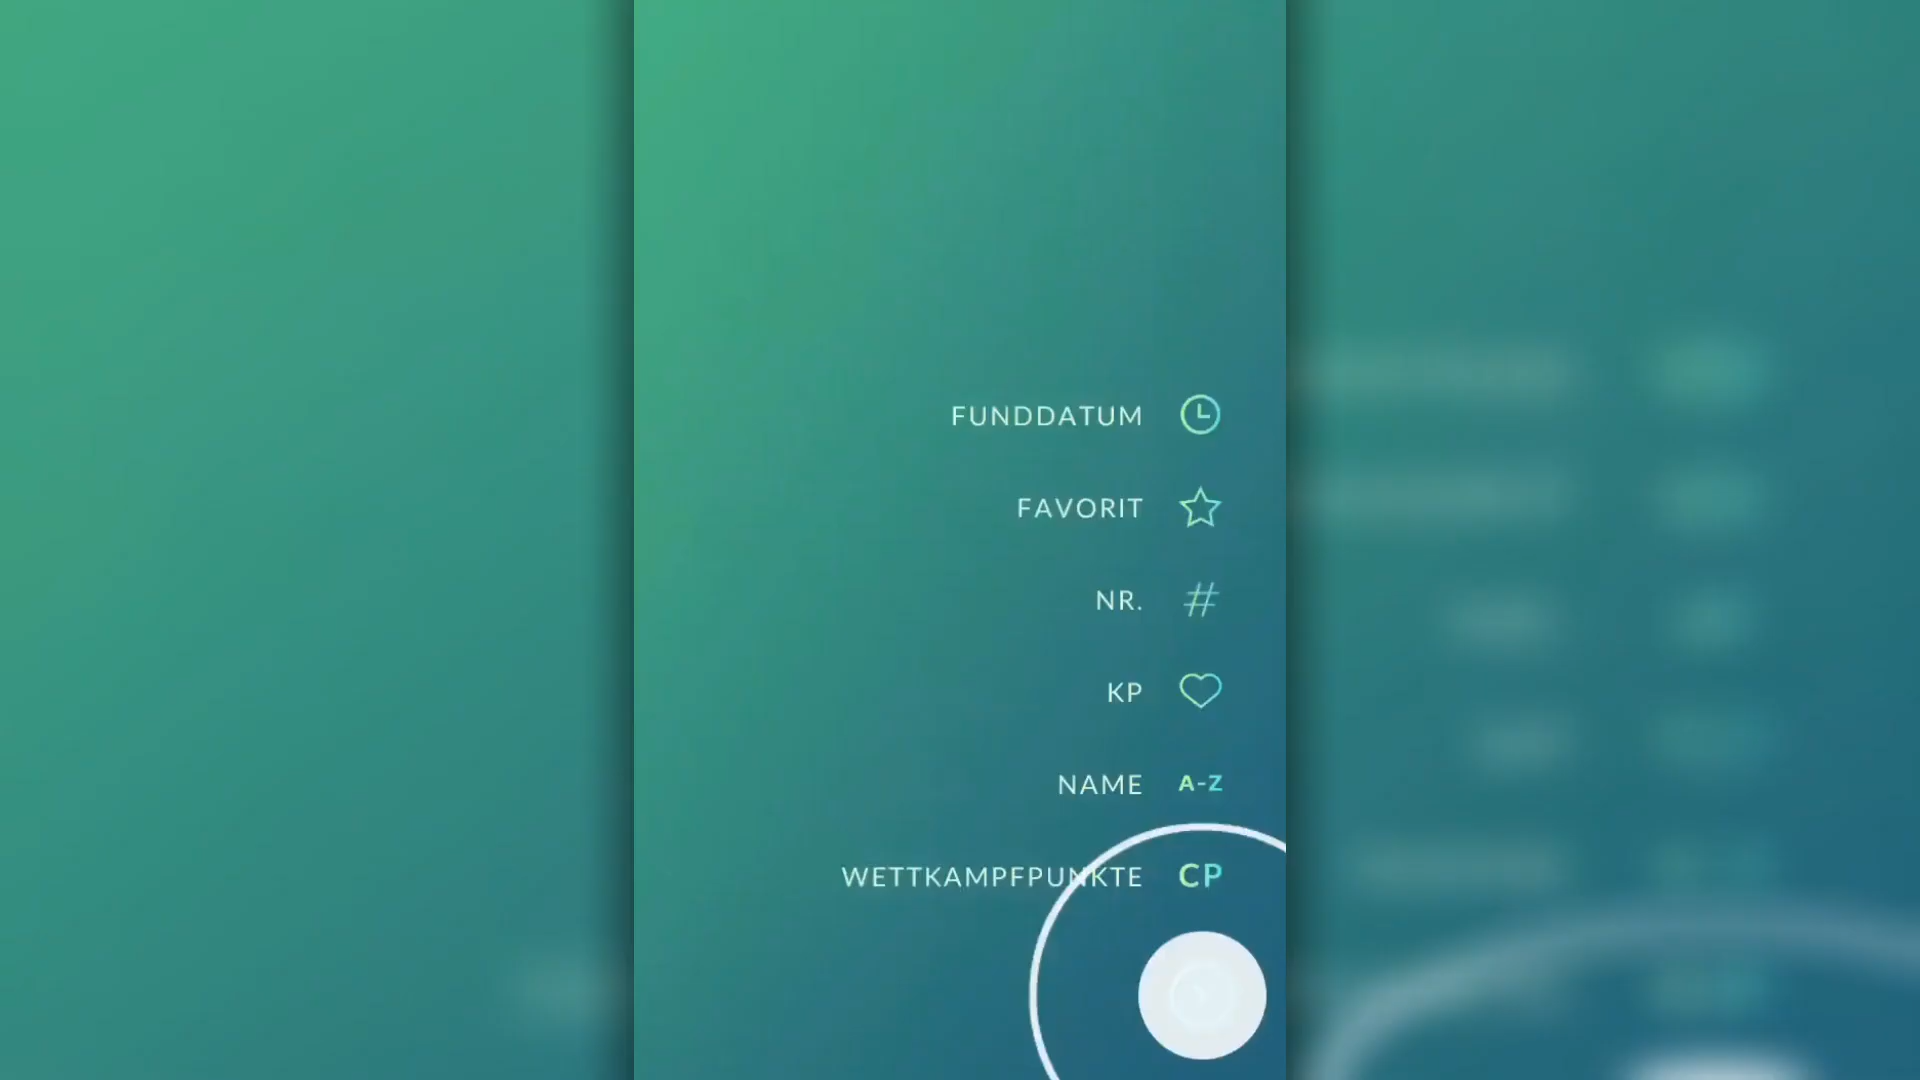 FUNDDATUM
FAVORIT
NR. #
KP
NAME A-Z
WETTKAMPFPUNKTE CP